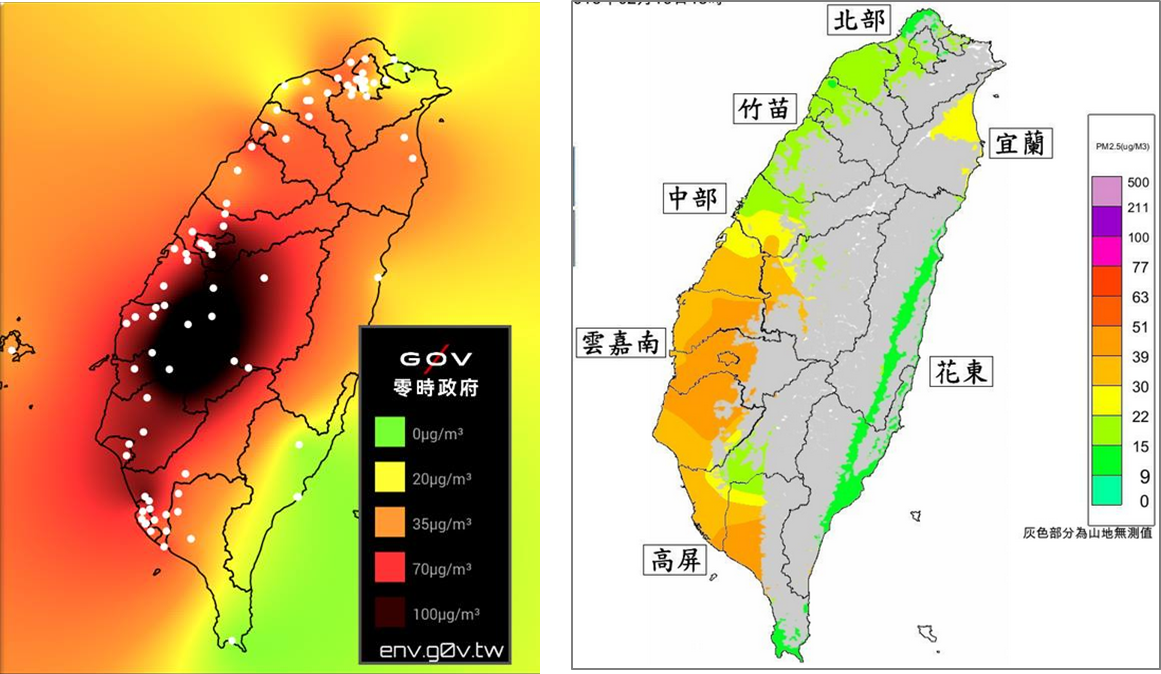 GØV
零時政府
0μg/m³
20μg/m³
35μg/m³
70μg/m³
100μg/m³
env.g0v.tw
北部
竹苗
宜蘭
中部
雲嘉南
花東
高屏
PM2.5(ug/M3)
500
211
100
77
63
51
39
30
22
15
9
0
灰色部分為山地無測值